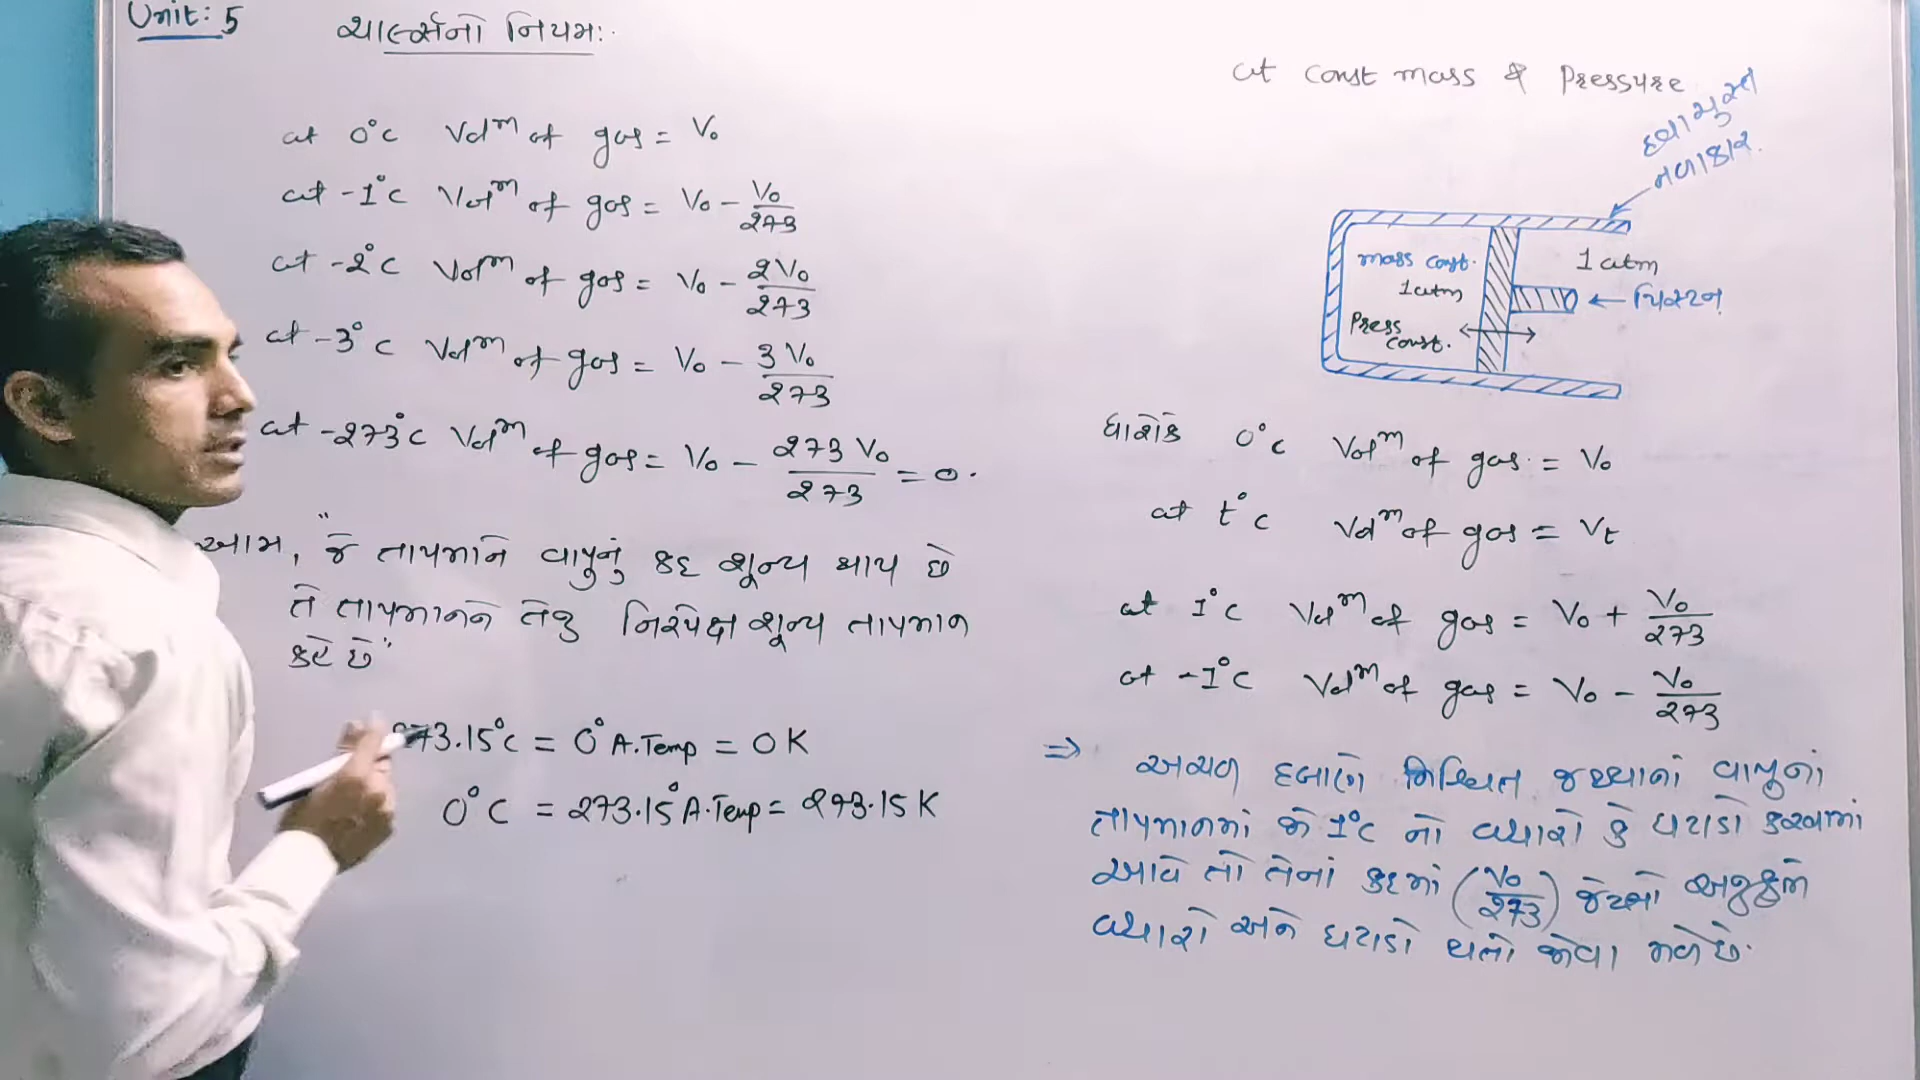 Unit: 5
ચાર્લ્સનો નિયમ:
at 0°C Vol^m of gas = V₀
at -1°C Vol^m of gas = V₀ - V₀/273
at -2°C Vol^m of gas = V₀ - 2V₀/273
at -3°C Vol^m of gas = V₀ - 3V₀/273
at -273°C Vol^m of gas = V₀ - 273V₀/273 = 0.
આમ, "જે તાપમાને વાયુનું કદ શૂન્ય થાય છે
તે તાપમાનને તેનુ નિરપેક્ષ શૂન્ય તાપમાન
કહે છે"
273.15°C = 0° A.Temp = 0 K
0°C = 273.15° A.Temp = 273.15 K
at const mass & Pressure
નળાકાર.
mass const.
1 atm
1 atm
← પિસ્ટન
Press
const.
ધારોકે 0°C Vol^m of gas = V₀
at t°C Vol^m of gas = Vt
at 1°C Vol^m of gas = V₀ + V₀/273
at -1°C Vol^m of gas = V₀ - V₀/273
⇒ અચળ દબાણે નિશ્ચિત જથ્થાનાં વાયુનાં
તાપમાનમાં જો 1°C નો વધારો કે ઘટાડો કરવામાં
આવે તો તેનાં કદમાં (V₀/273) જેટલો અનુક્રમે
વધારો અને ઘટાડો થતો જોવા મળે છે.